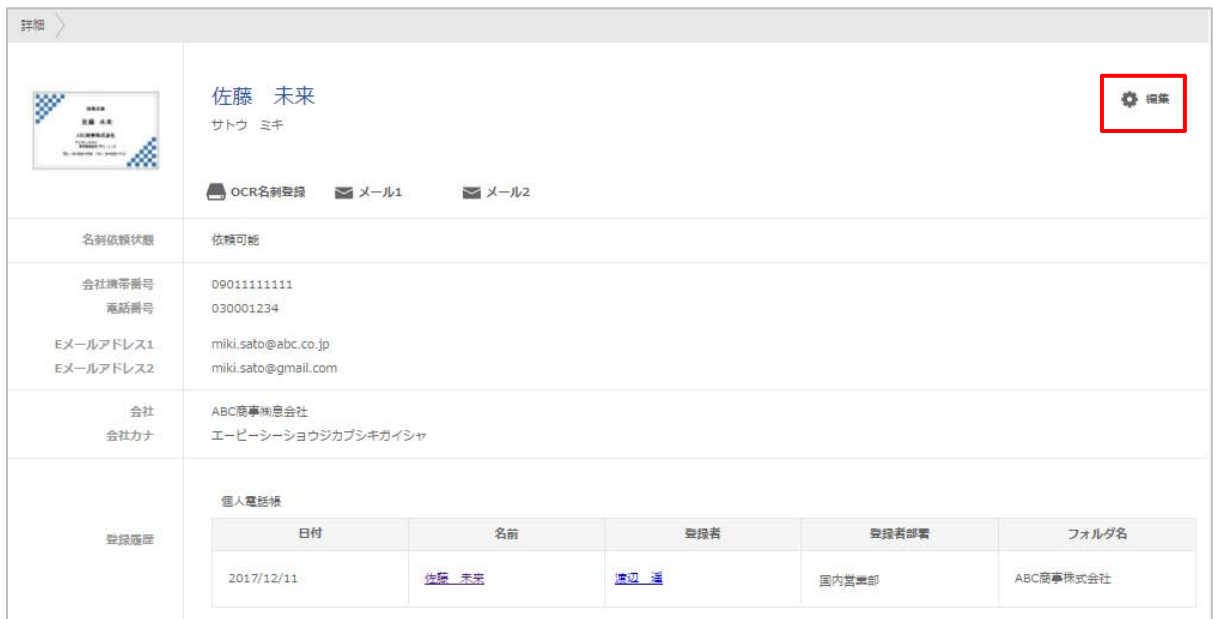 詳細
佐藤　未来
サトウ ミキ
編集
佐藤 未来
OCR名刺登録 メール1 メール2
名刺依頼状態 依頼可能
会社携帯番号 09011111111
電話番号 030001234
Eメールアドレス1 miki.sato@abc.co.jp
Eメールアドレス2 miki.sato@gmail.com
会社 ABC商事㈱息会社
会社カナ エービーシーショウジカブシキガイシャ
個人電話帳
登録履歴
日付 名前 登録者 登録者部署 フォルダ名
2017/12/11 佐藤　未来 渡辺　遥 国内営業部 ABC商事株式会社